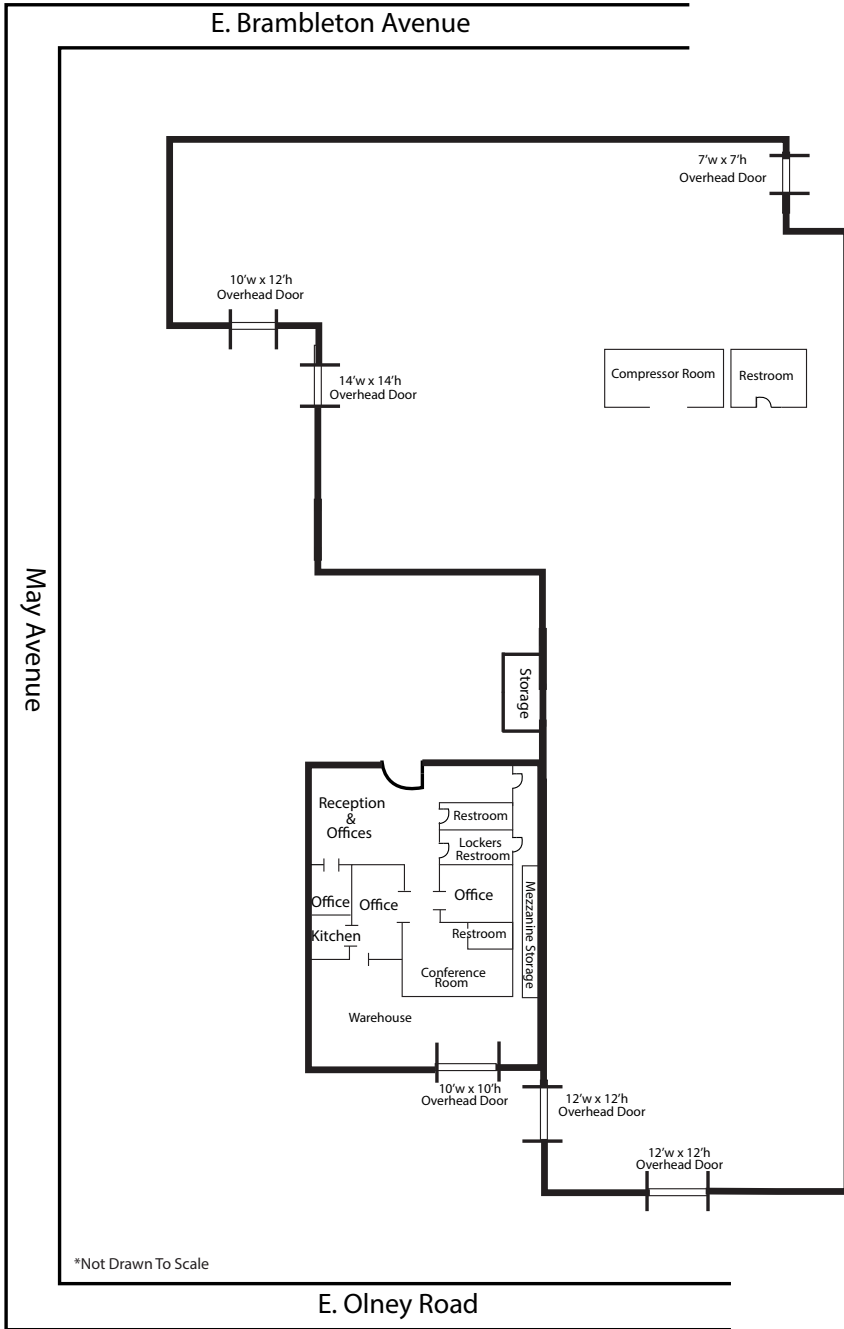 E. Brambleton Avenue
7'w x 7'h
Overhead Door
10'w x 12'h
Overhead Door
14'w x 14'h
Overhead Door
Compressor Room
Restroom
May Avenue
Storage
Reception
&
Offices
Restroom
Lockers
Restroom
Office
Office
Office
Kitchen
Restroom
Mezzanine Storage
Conference
Room
Warehouse
10'w x 10'h
Overhead Door
12'w x 12'h
Overhead Door
12'w x 12'h
Overhead Door
*Not Drawn To Scale
E. Olney Road